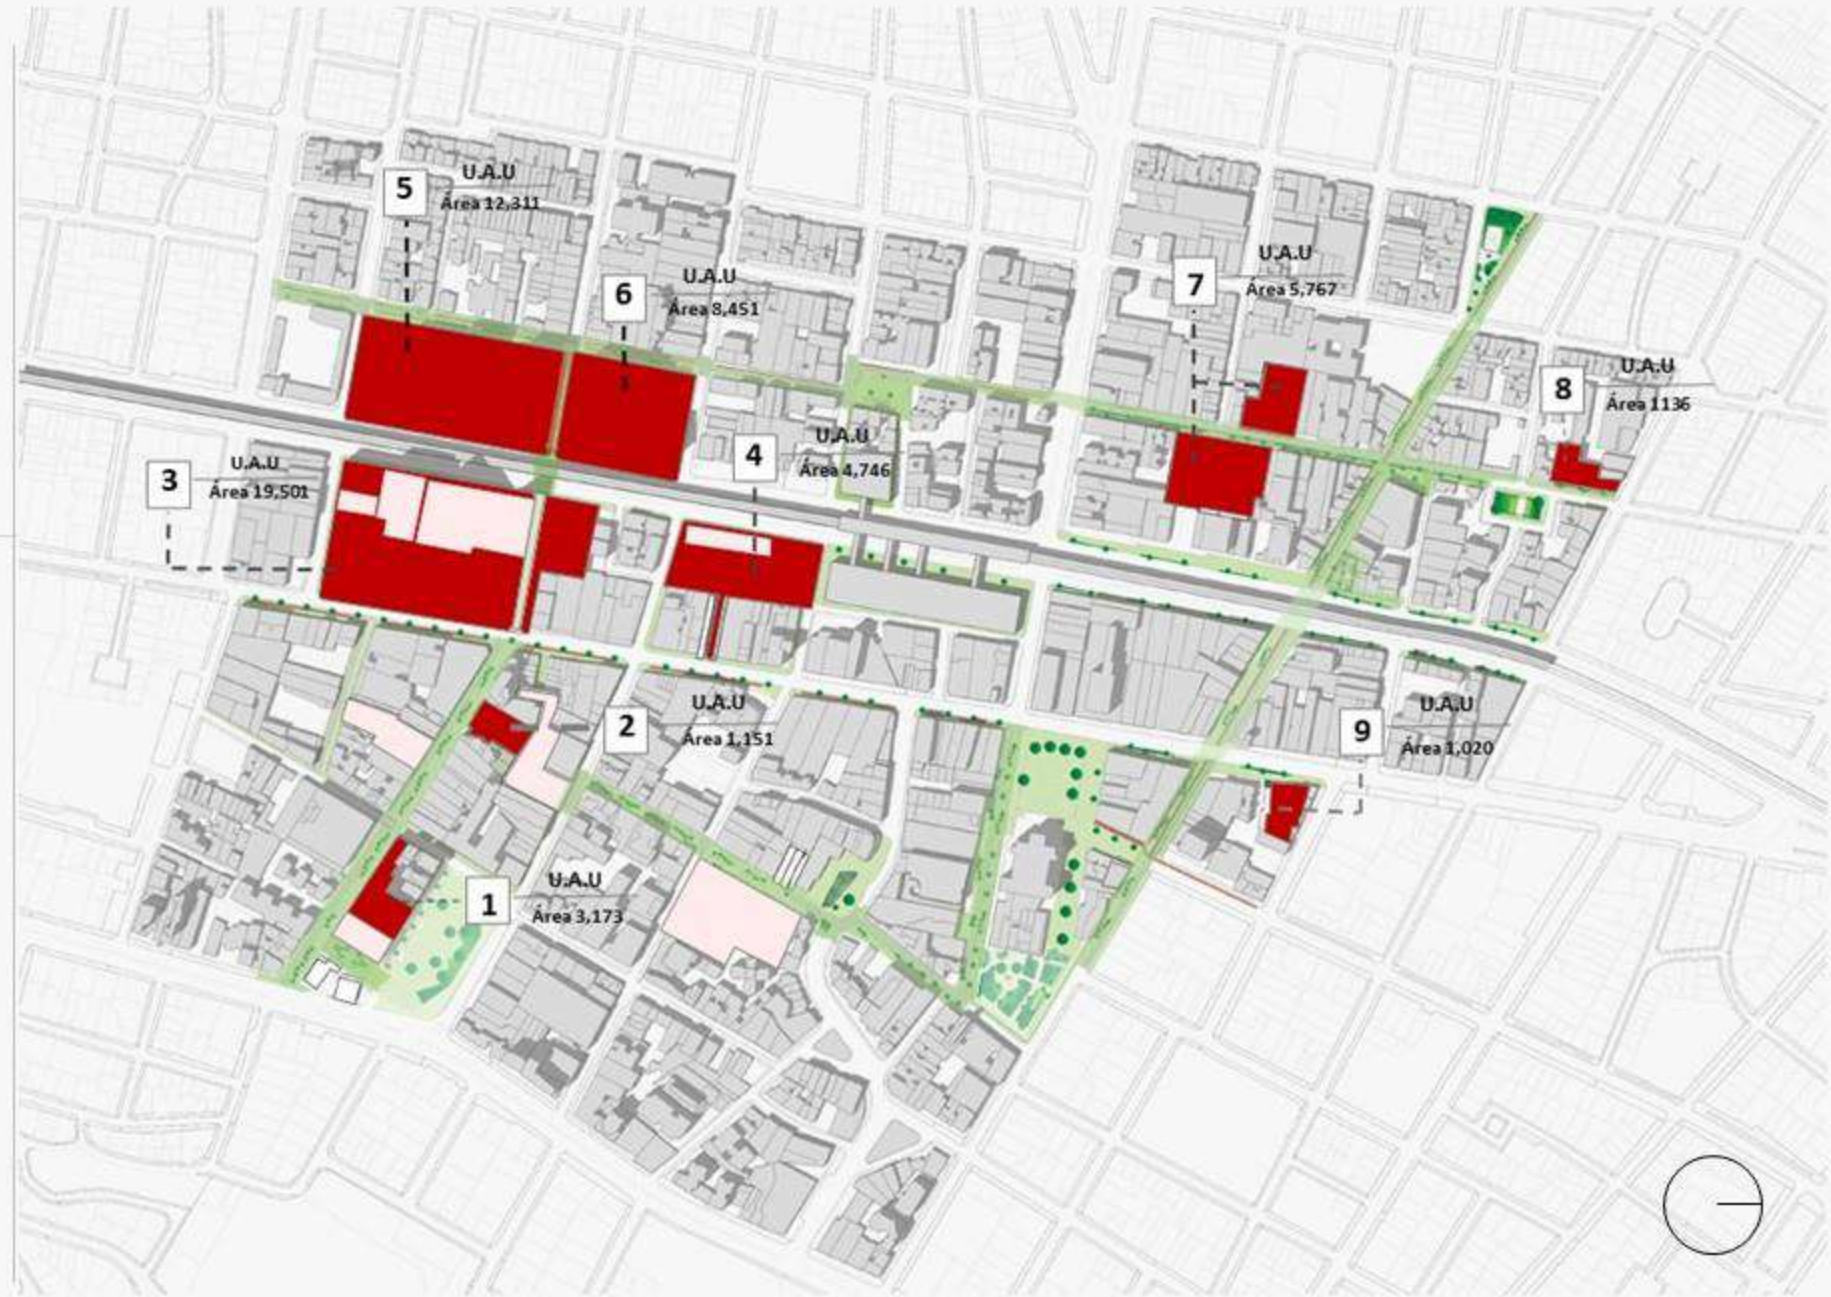 5
U.A.U
Área 12,311
6
U.A.U
Área 8,451
7
U.A.U
Área 5,767
8
U.A.U
Área 1136
3
U.A.U
Área 19,501
4
U.A.U
Área 4,746
2
U.A.U
Área 1,151
9
U.A.U
Área 1,020
1
U.A.U
Área 3,173